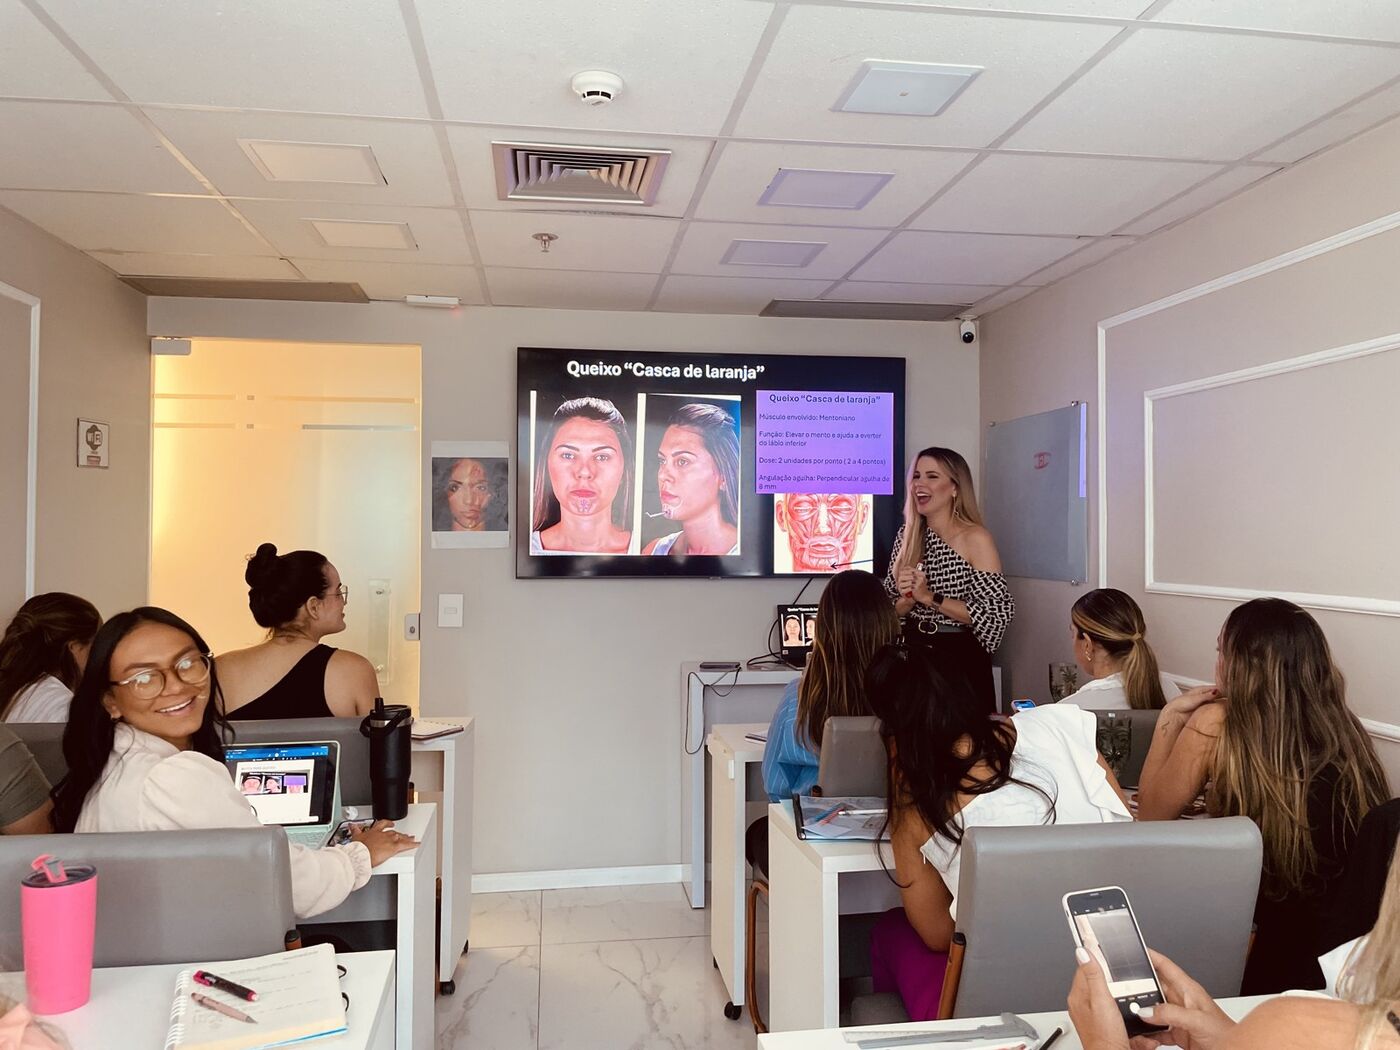 Queixo “Casca de laranja”
Queixo “Casca de laranja”
Músculo envolvido: Mentoniano
Função: Elevar o mento e ajuda a everter
do lábio inferior
Dose: 2 unidades por ponto ( 2 a 4 pontos)
Angulação agulha: Perpendicular agulha de
8 mm